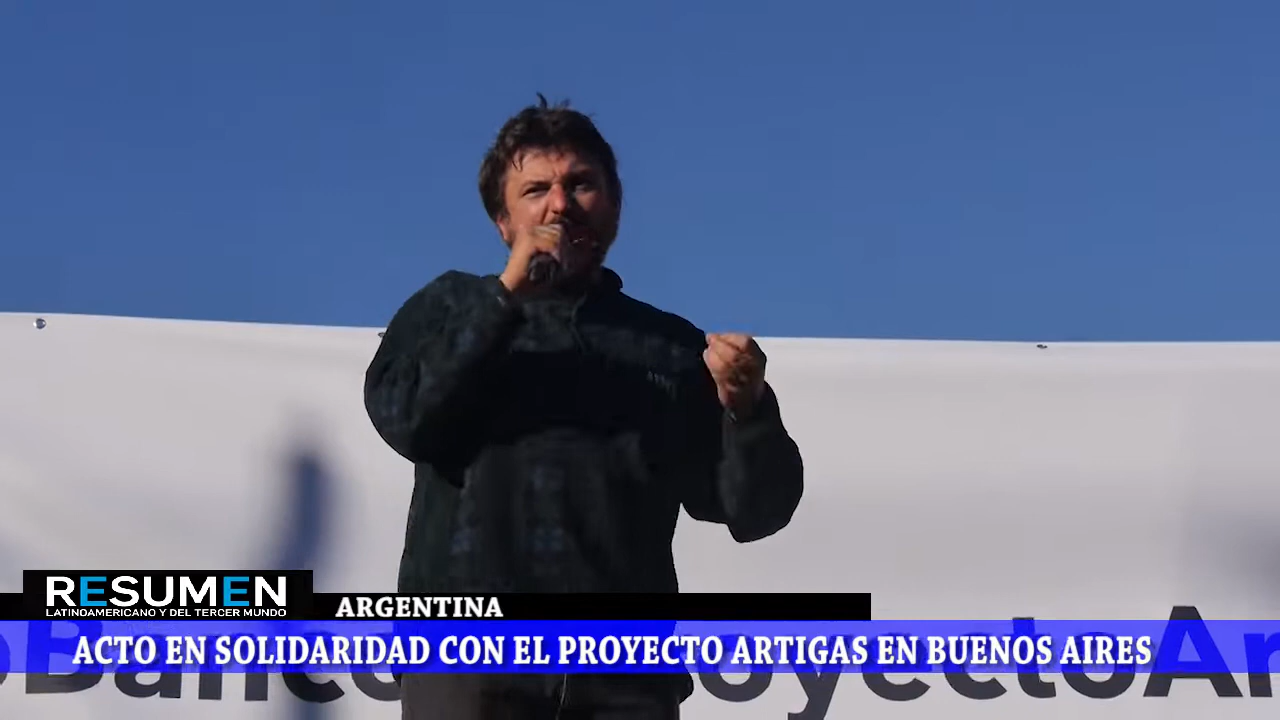 RESUMEN
LATINOAMERICANO Y DEL TERCER MUNDO
ARGENTINA
ACTO EN SOLIDARIDAD CON EL PROYECTO ARTIGAS EN BUENOS AIRES